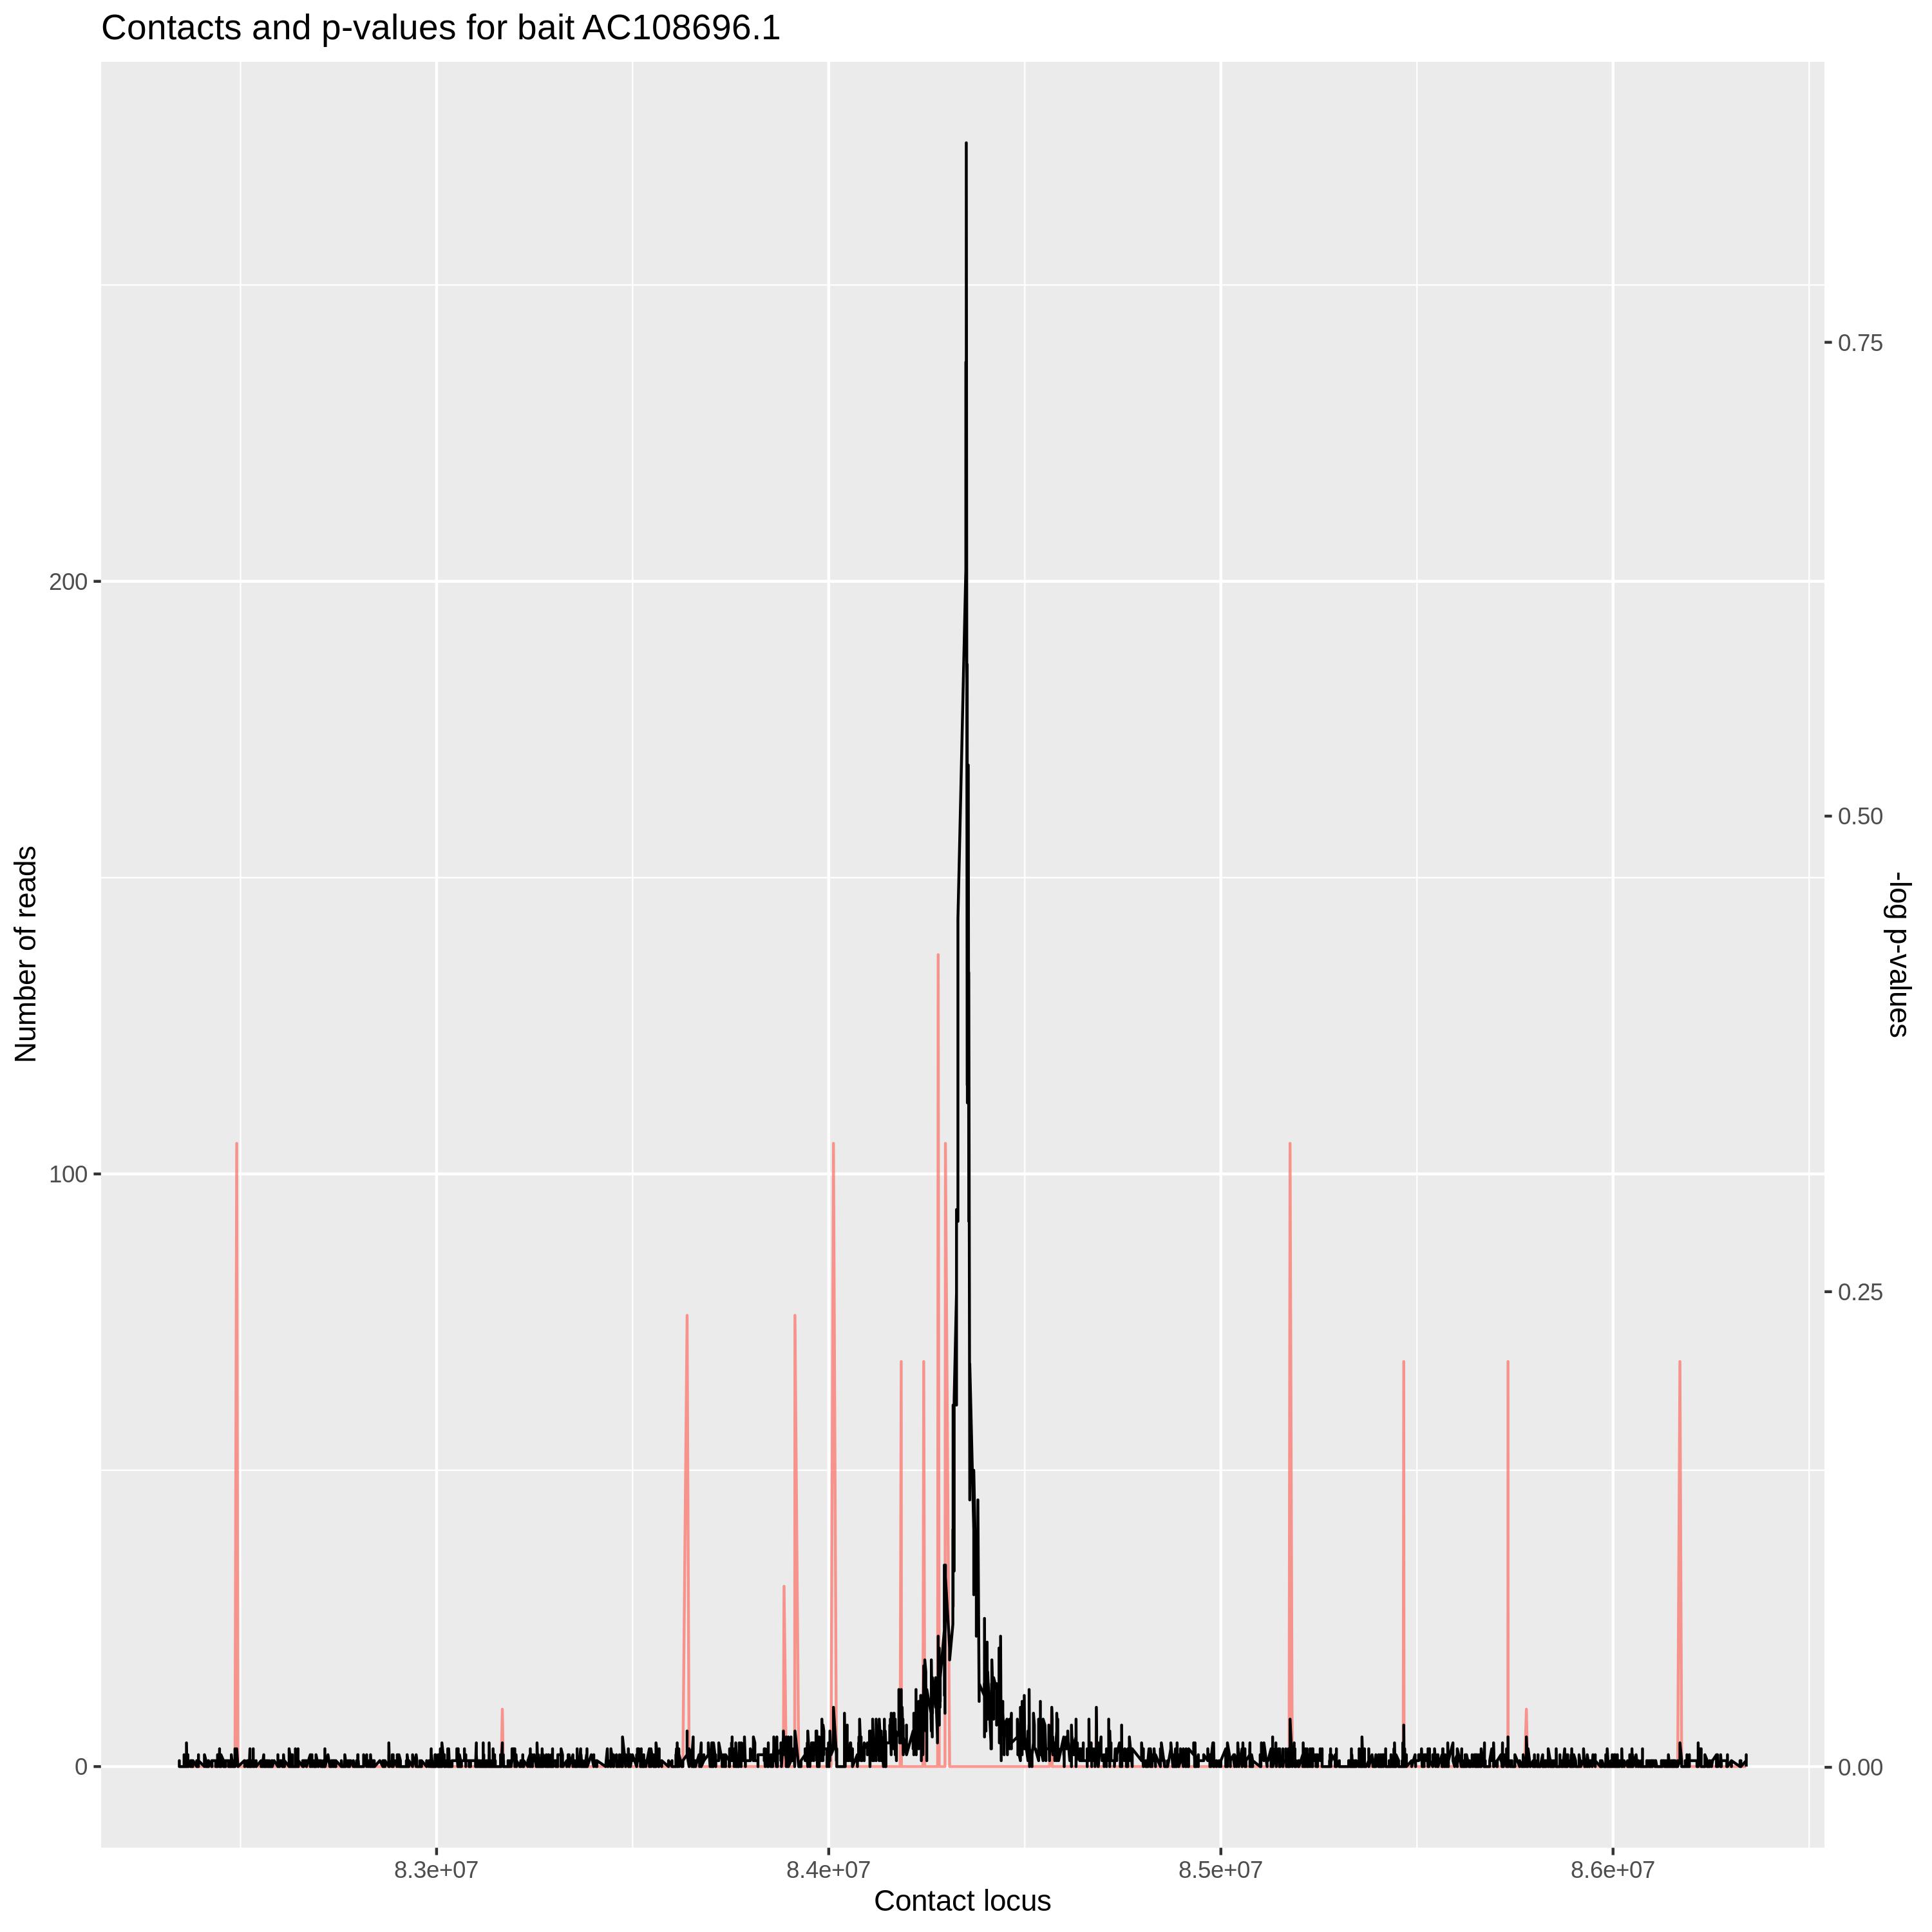 Contacts and p-values for bait AC108696.1
Number of reads
200
100
0
0.75
0.50
0.25
0.00
-log p-values
8.3e+07
8.4e+07
8.5e+07
8.6e+07
Contact locus